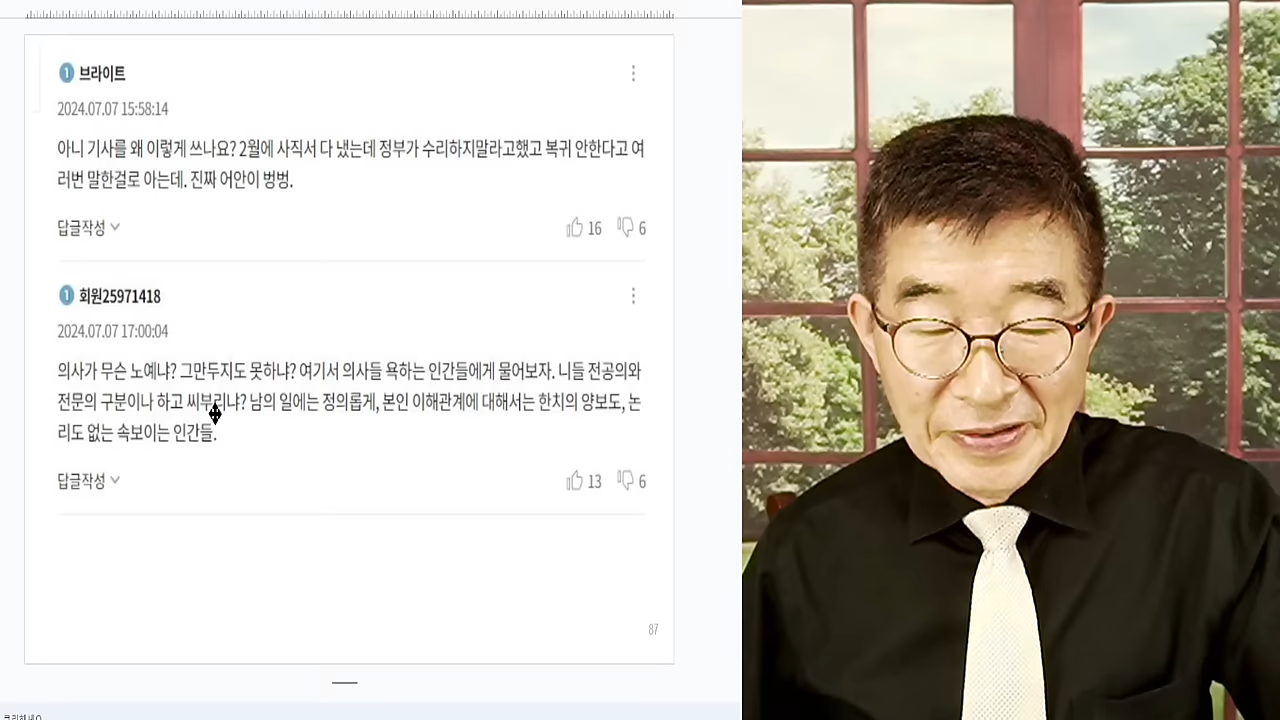 1 브라이트
2024.07.07 15:58:14
아니 기사를 왜 이렇게 쓰나요? 2월에 사직서 다 냈는데 정부가 수리하지말라고했고 복귀 안한다고 여
러번 말한걸로 아는데. 진짜 어안이 벙벙.
답글작성
16 6
1 회원25971418
2024.07.07 17:00:04
의사가 무슨 노예냐? 그만두지도 못하냐? 여기서 의사들 욕하는 인간들에게 물어보자. 니들 전공의와
전문의 구분이나 하고 씨부리냐? 남의 일에는 정의롭게, 본인 이해관계에 대해서는 한치의 양보도, 논
리도 없는 속보이는 인간들.
답글작성
13 6
87